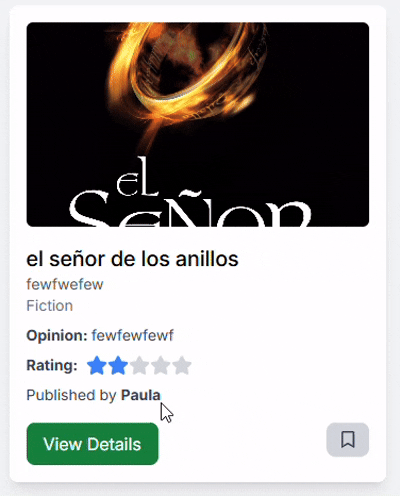 EL
SEÑOR
el señor de los anillos
fewfwefew
Fiction
Opinion: fewfewfewf
Rating:
Published by Paula
View Details